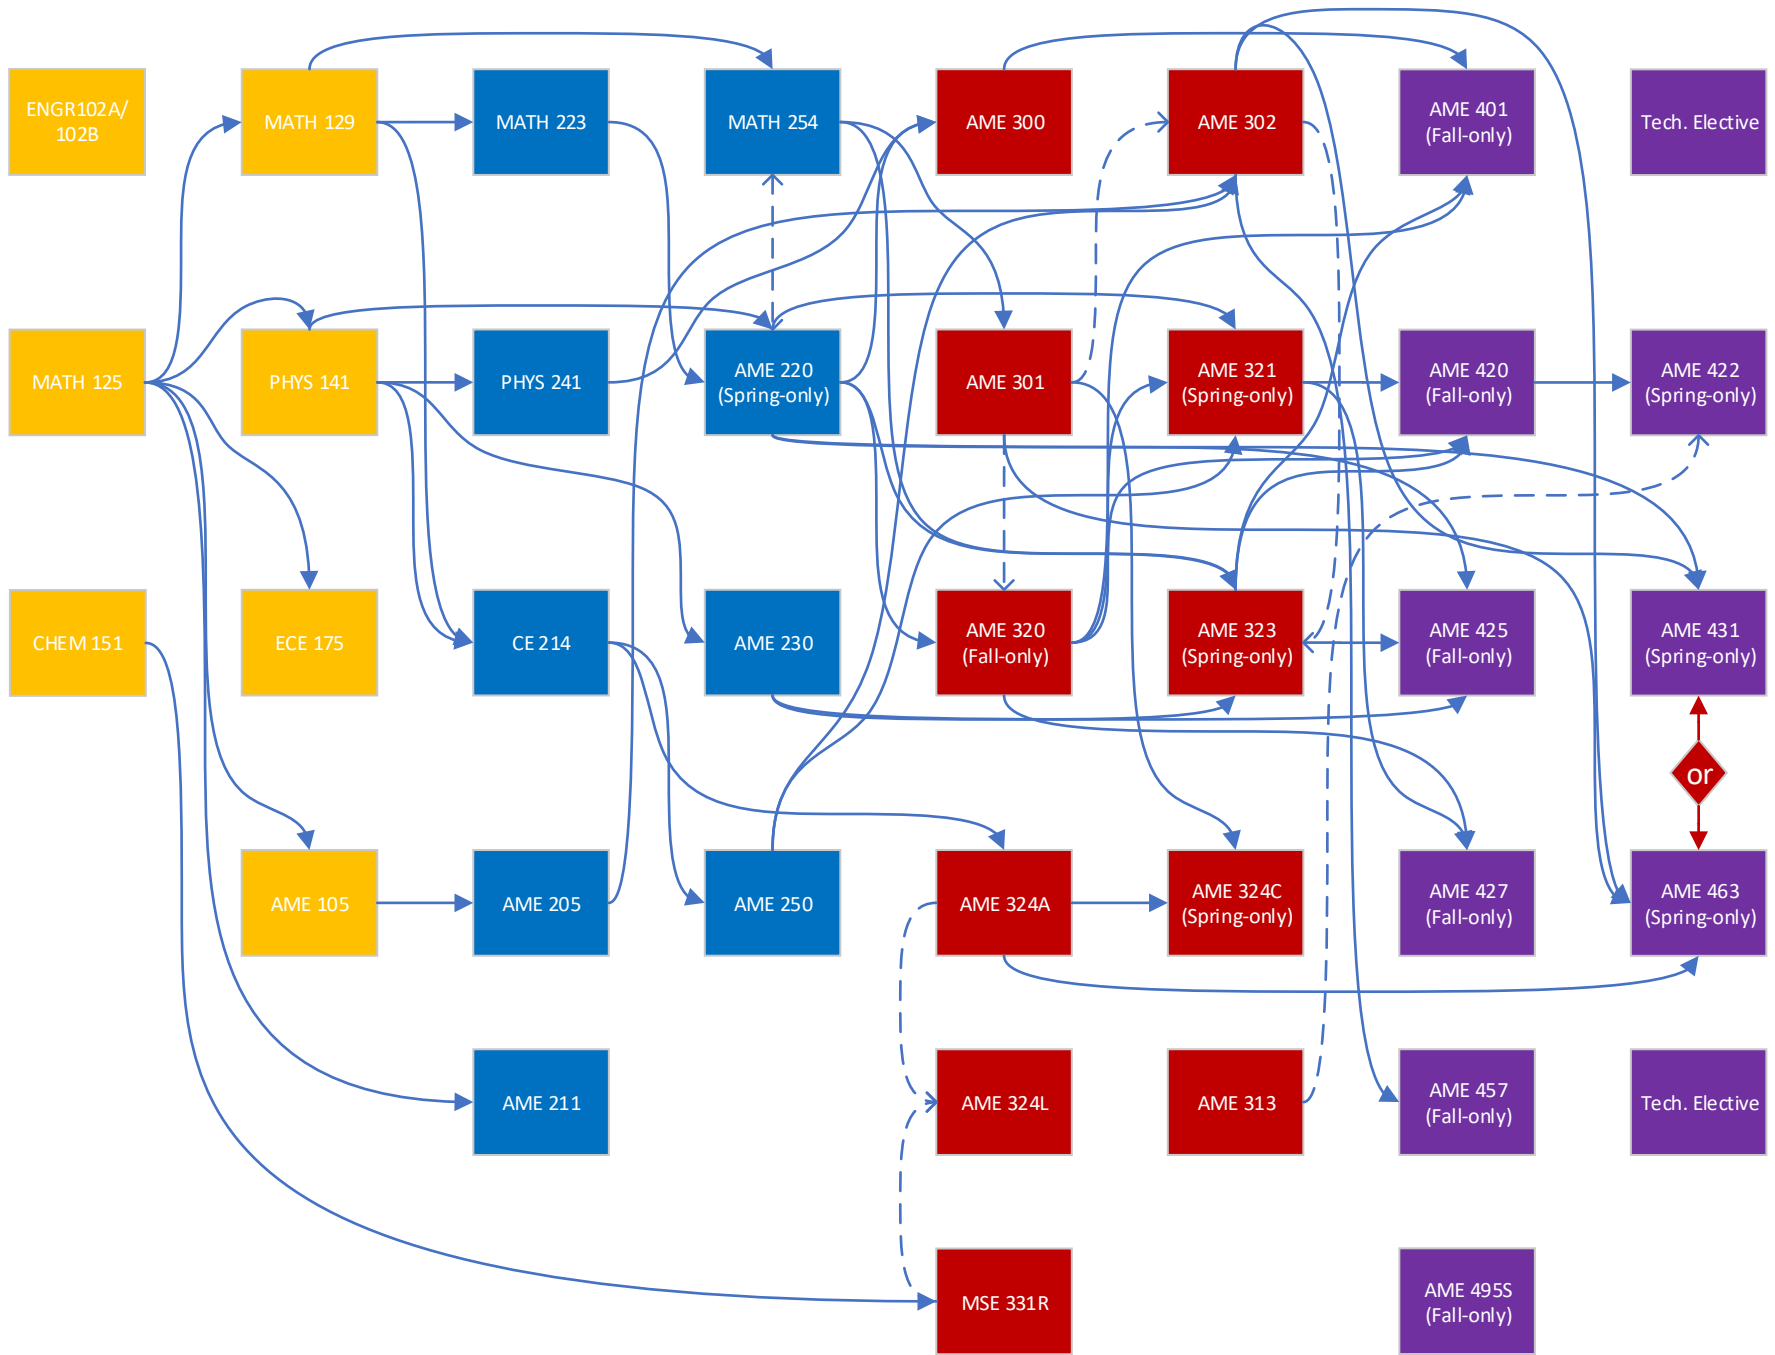 ENGR102A/
102B
MATH 129
MATH 223
MATH 254
AME 300
AME 302
AME 401
(Fall-only)
Tech. Elective
MATH 125
PHYS 141
PHYS 241
AME 220
(Spring-only)
AME 301
AME 321
(Spring-only)
AME 420
(Fall-only)
AME 422
(Spring-only)
CHEM 151
ECE 175
CE 214
AME 230
AME 320
(Fall-only)
AME 323
(Spring-only)
AME 425
(Fall-only)
AME 431
(Spring-only)
or
AME 105
AME 205
AME 250
AME 324A
AME 324C
(Spring-only)
AME 427
(Fall-only)
AME 463
(Spring-only)
AME 211
AME 324L
AME 313
AME 457
(Fall-only)
Tech. Elective
MSE 331R
AME 495S
(Fall-only)